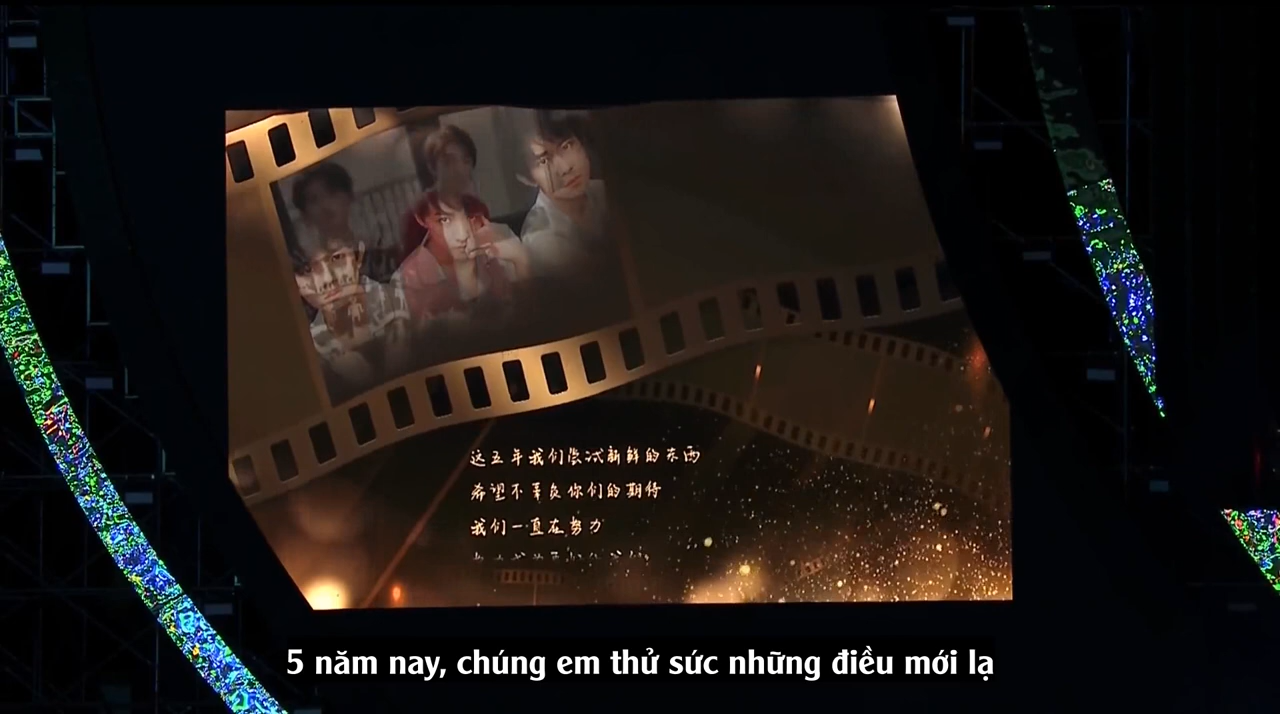 这五年我们尝试新鲜的东西
希望不辜负你们的期待
我们一直在努力
5 năm nay, chúng em thử sức những điều mới lạ